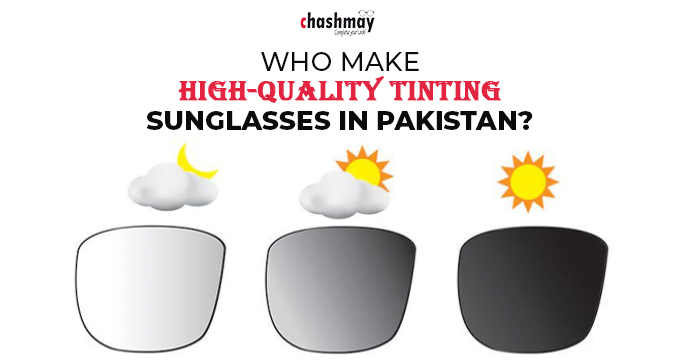 chashmay
Complete your Look!
WHO MAKE
HIGH-QUALITY TINTING
SUNGLASSES IN PAKISTAN?